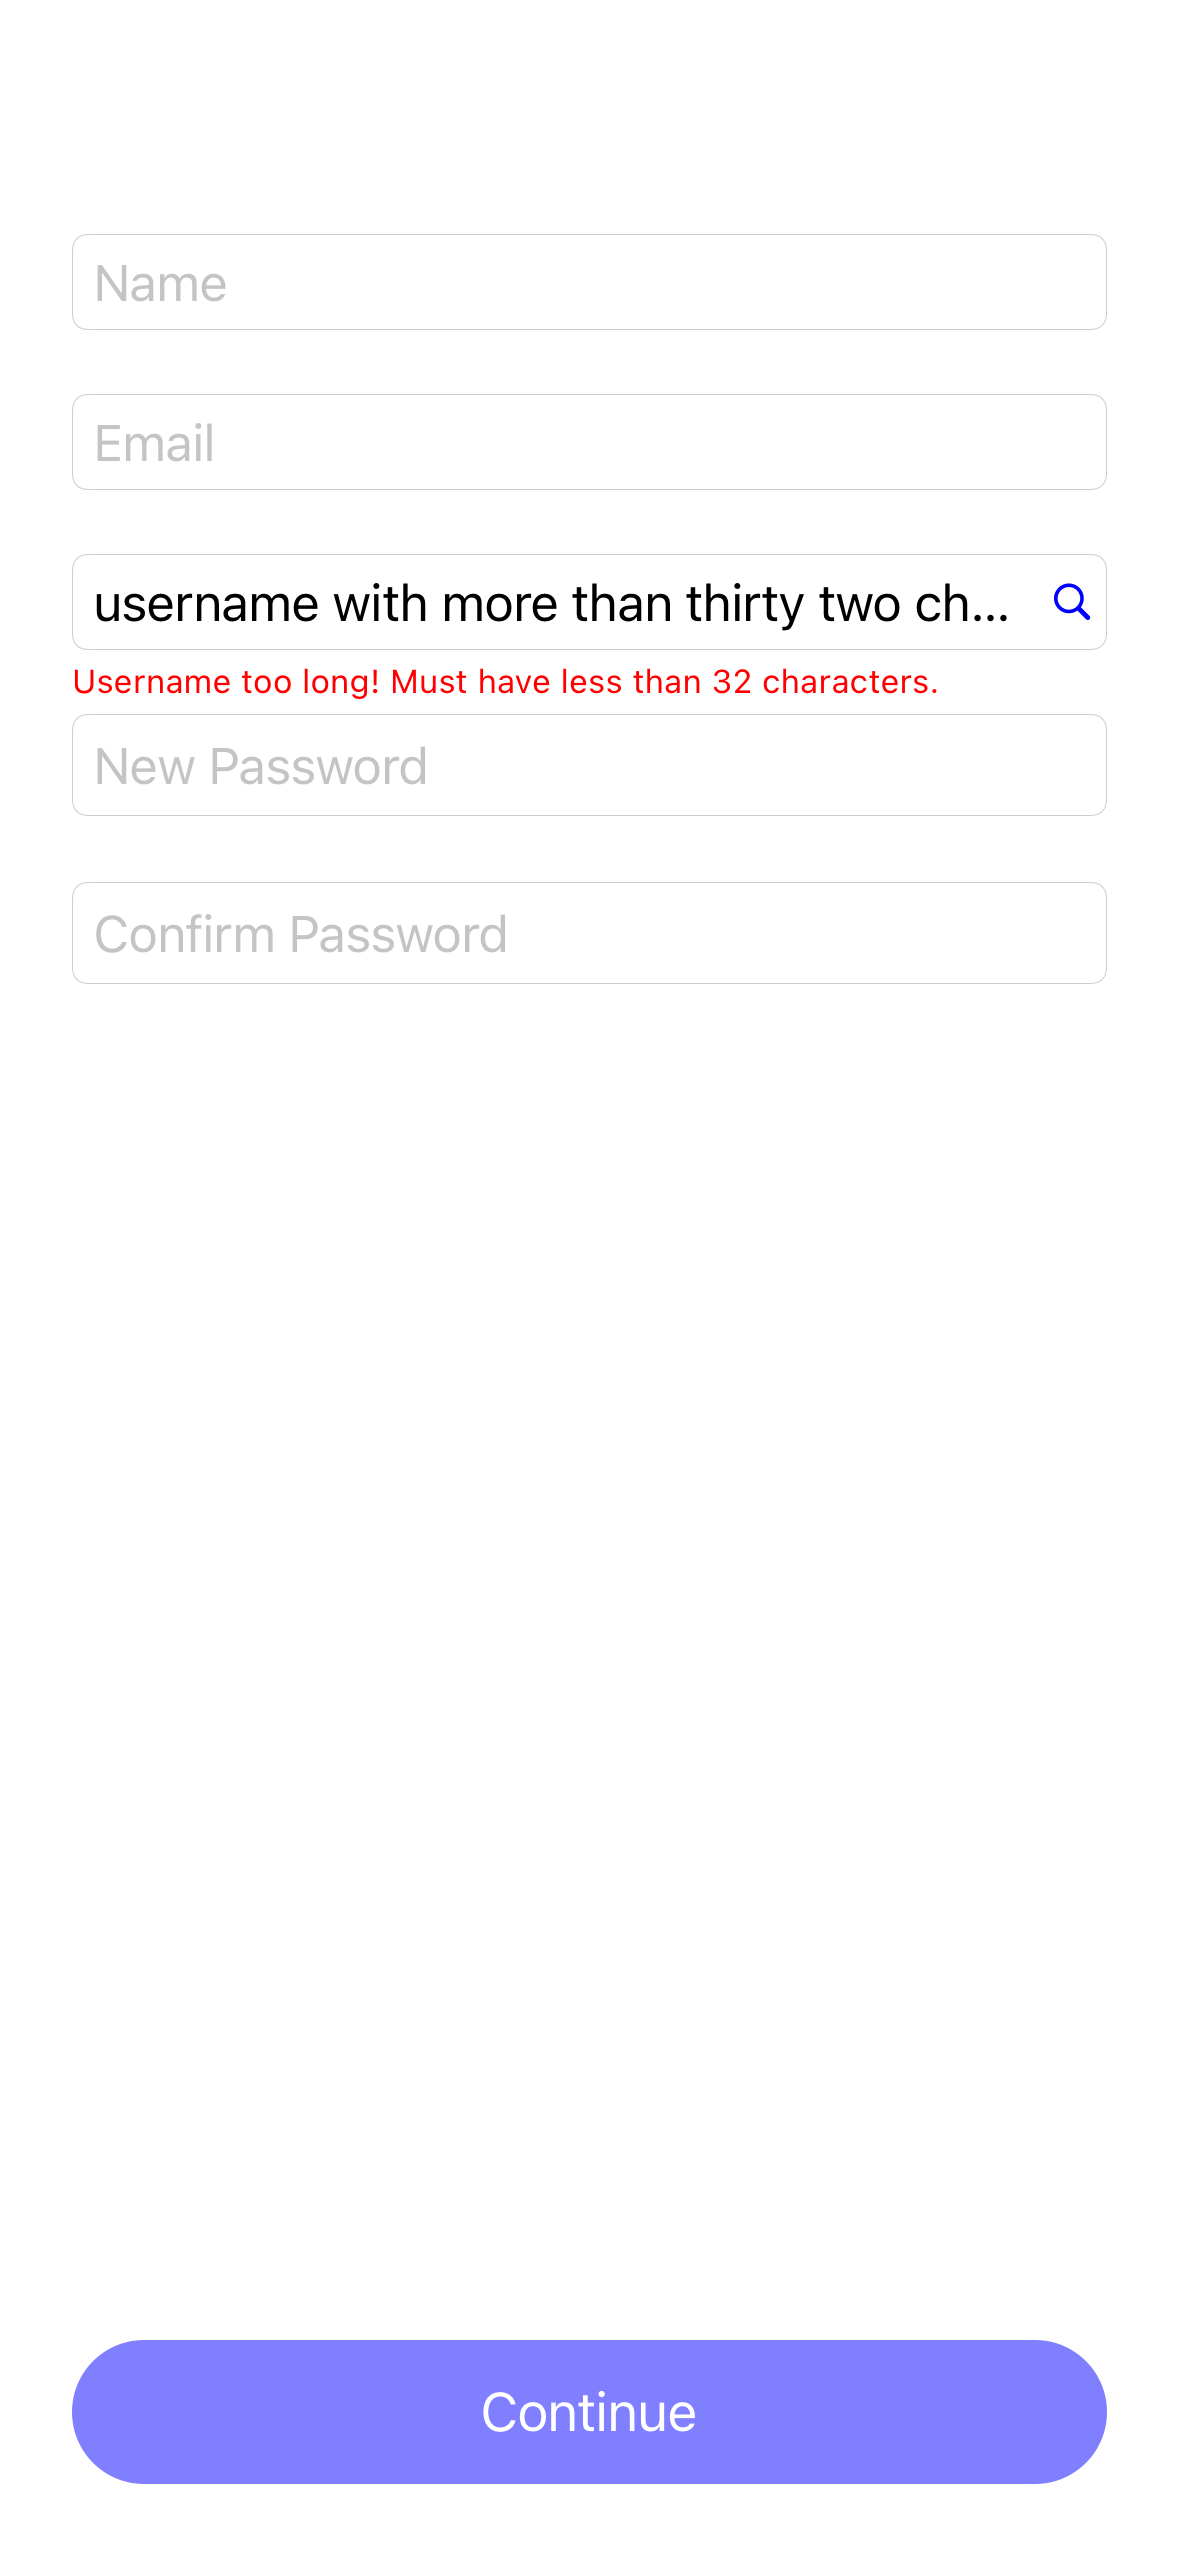 Name
Email
username with more than thirty two ch...
Username too long! Must have less than 32 characters.
New Password
Confirm Password
Continue